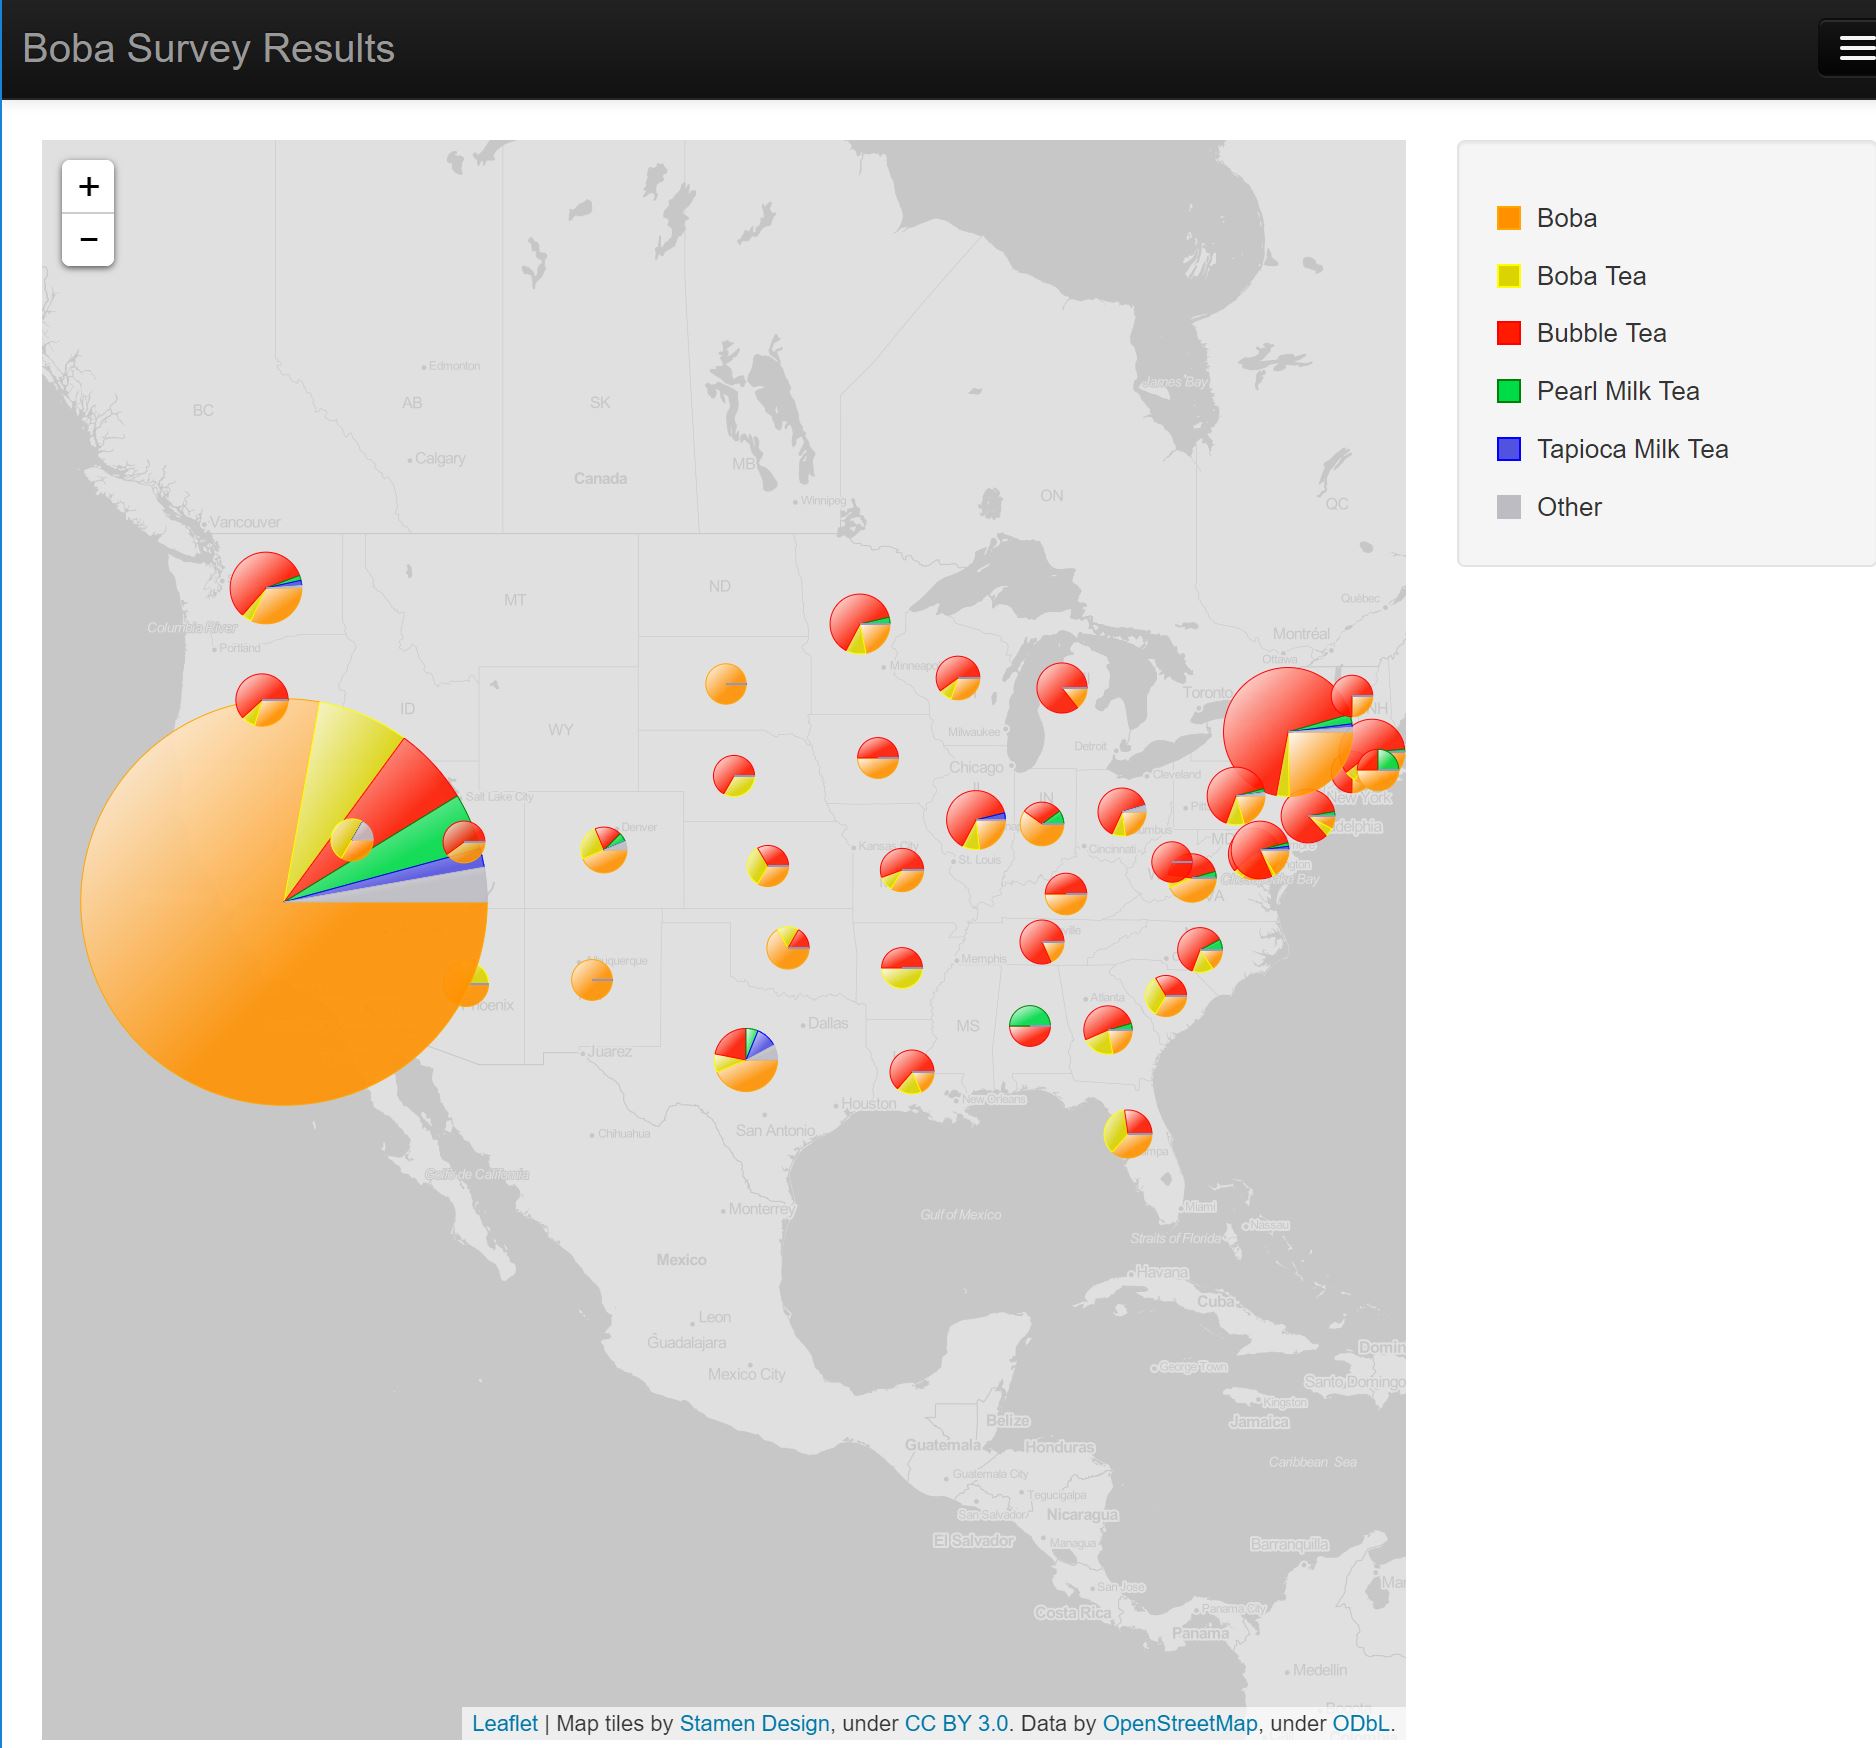 Boba Survey Results
+
−
Boba
Boba Tea
Bubble Tea
Pearl Milk Tea
Tapioca Milk Tea
Other
Edmonton
BC
AB
SK
James Bay
Calgary
Canada
MB
Winnipeg
ON
QC
Vancouver
ND
MT
Québec
Columbia River
Montréal
Portland
Ottawa
Toronto
ID
NH
WY
Milwaukee
Detroit
Chicago
Cleveland
Salt Lake City
IN
New York
Denver
MD
Kansas City
Cincinnati
St. Louis
Chesapeake Bay
VA
Memphis
Atlanta
MS
Dallas
Juarez
New Orleans
Houston
San Antonio
Chihuahua
Golfo de California
Miami
Monterrey
Gulf of Mexico
Nassau
Straits of Florida
Mexico
Havana
Cuba
Leon
Guadalajara
Domin
George Town
Mexico City
Santo Domingo
Kingston
Belize
Jamaica
Guatemala
Honduras
Caribbean Sea
Guatemala City
Tegucigalpa
San Salvador
Nicaragua
El Salvador
Managua
Barranquilla
San Jose
Costa Rica
Panama City
Panama
Medellín
Leaflet | Map tiles by Stamen Design, under CC BY 3.0. Data by OpenStreetMap, under ODbL.